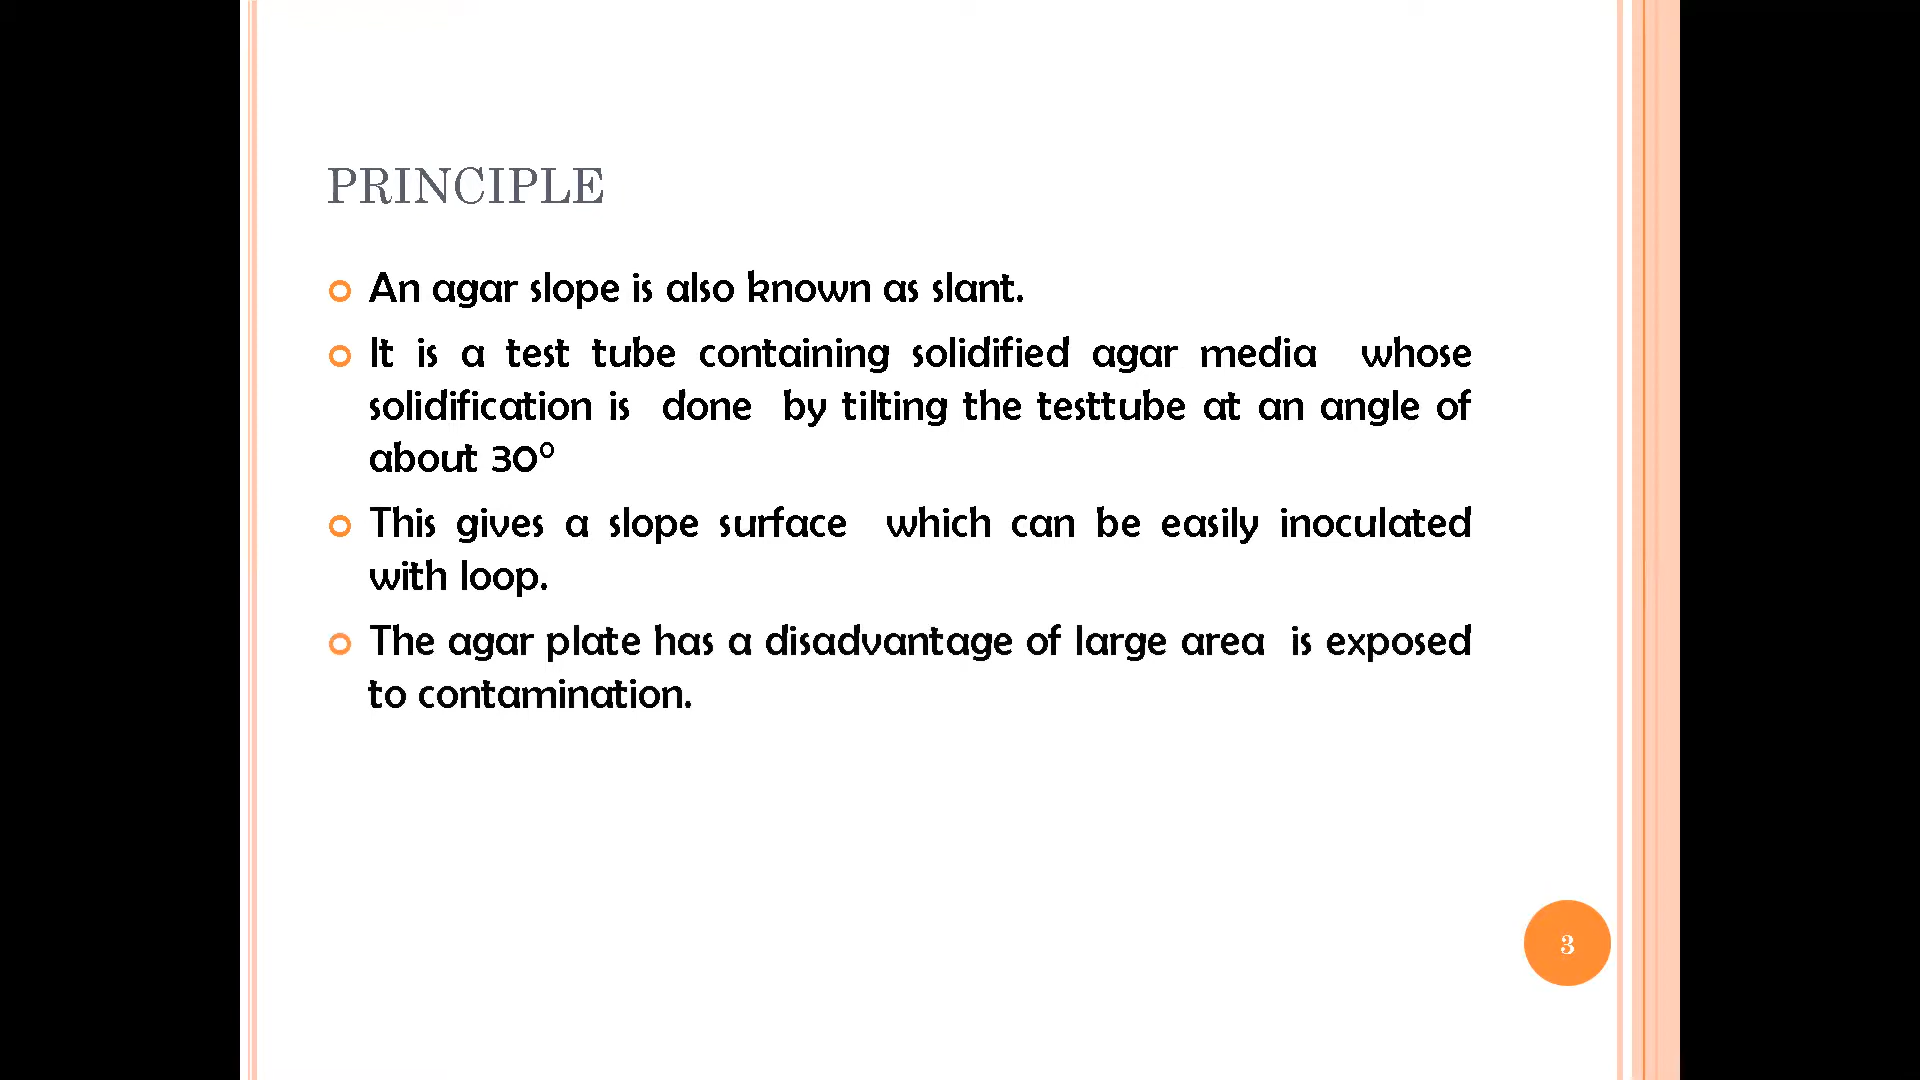 PRINCIPLE
An agar slope is also known as slant.
It is a test tube containing solidified agar media whose
solidification is done by tilting the testtube at an angle of
about 30⁰
This gives a slope surface which can be easily inoculated
with loop.
The agar plate has a disadvantage of large area is exposed
to contamination.
3